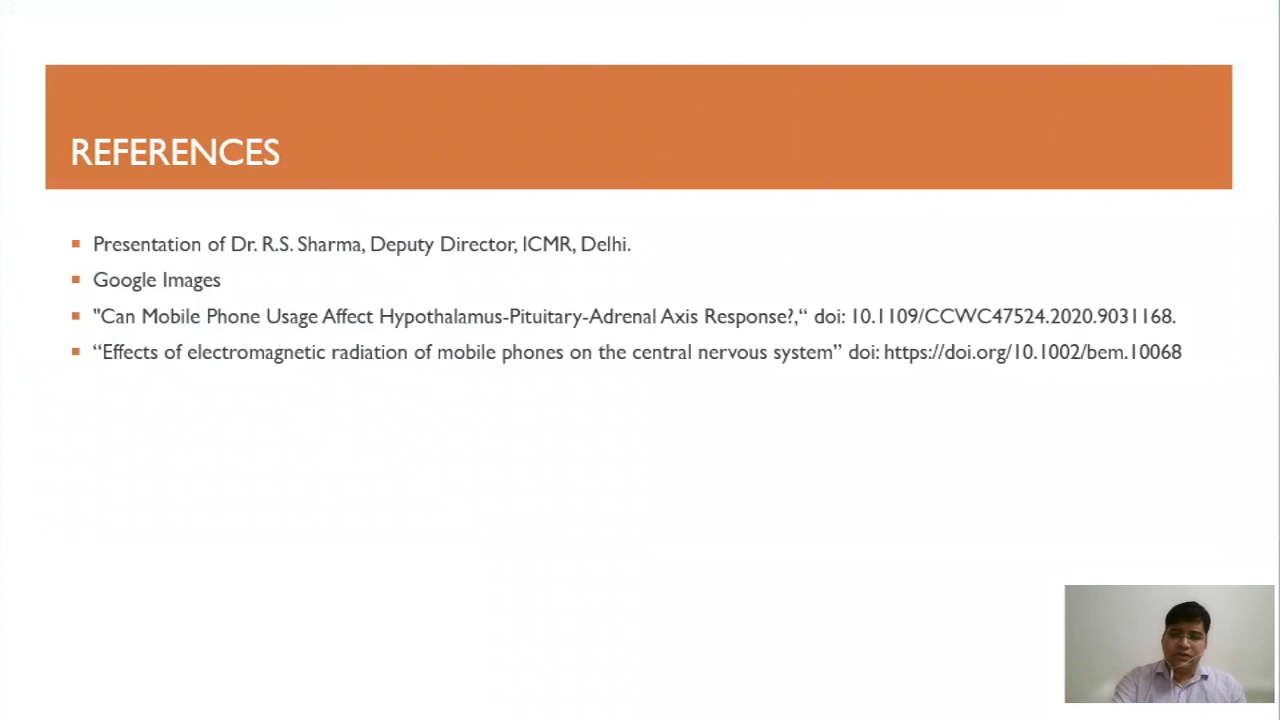 REFERENCES
Presentation of Dr. R.S. Sharma, Deputy Director, ICMR, Delhi.
Google Images
"Can Mobile Phone Usage Affect Hypothalamus-Pituitary-Adrenal Axis Response?,“ doi: 10.1109/CCWC47524.2020.9031168.
“Effects of electromagnetic radiation of mobile phones on the central nervous system” doi: https://doi.org/10.1002/bem.10068